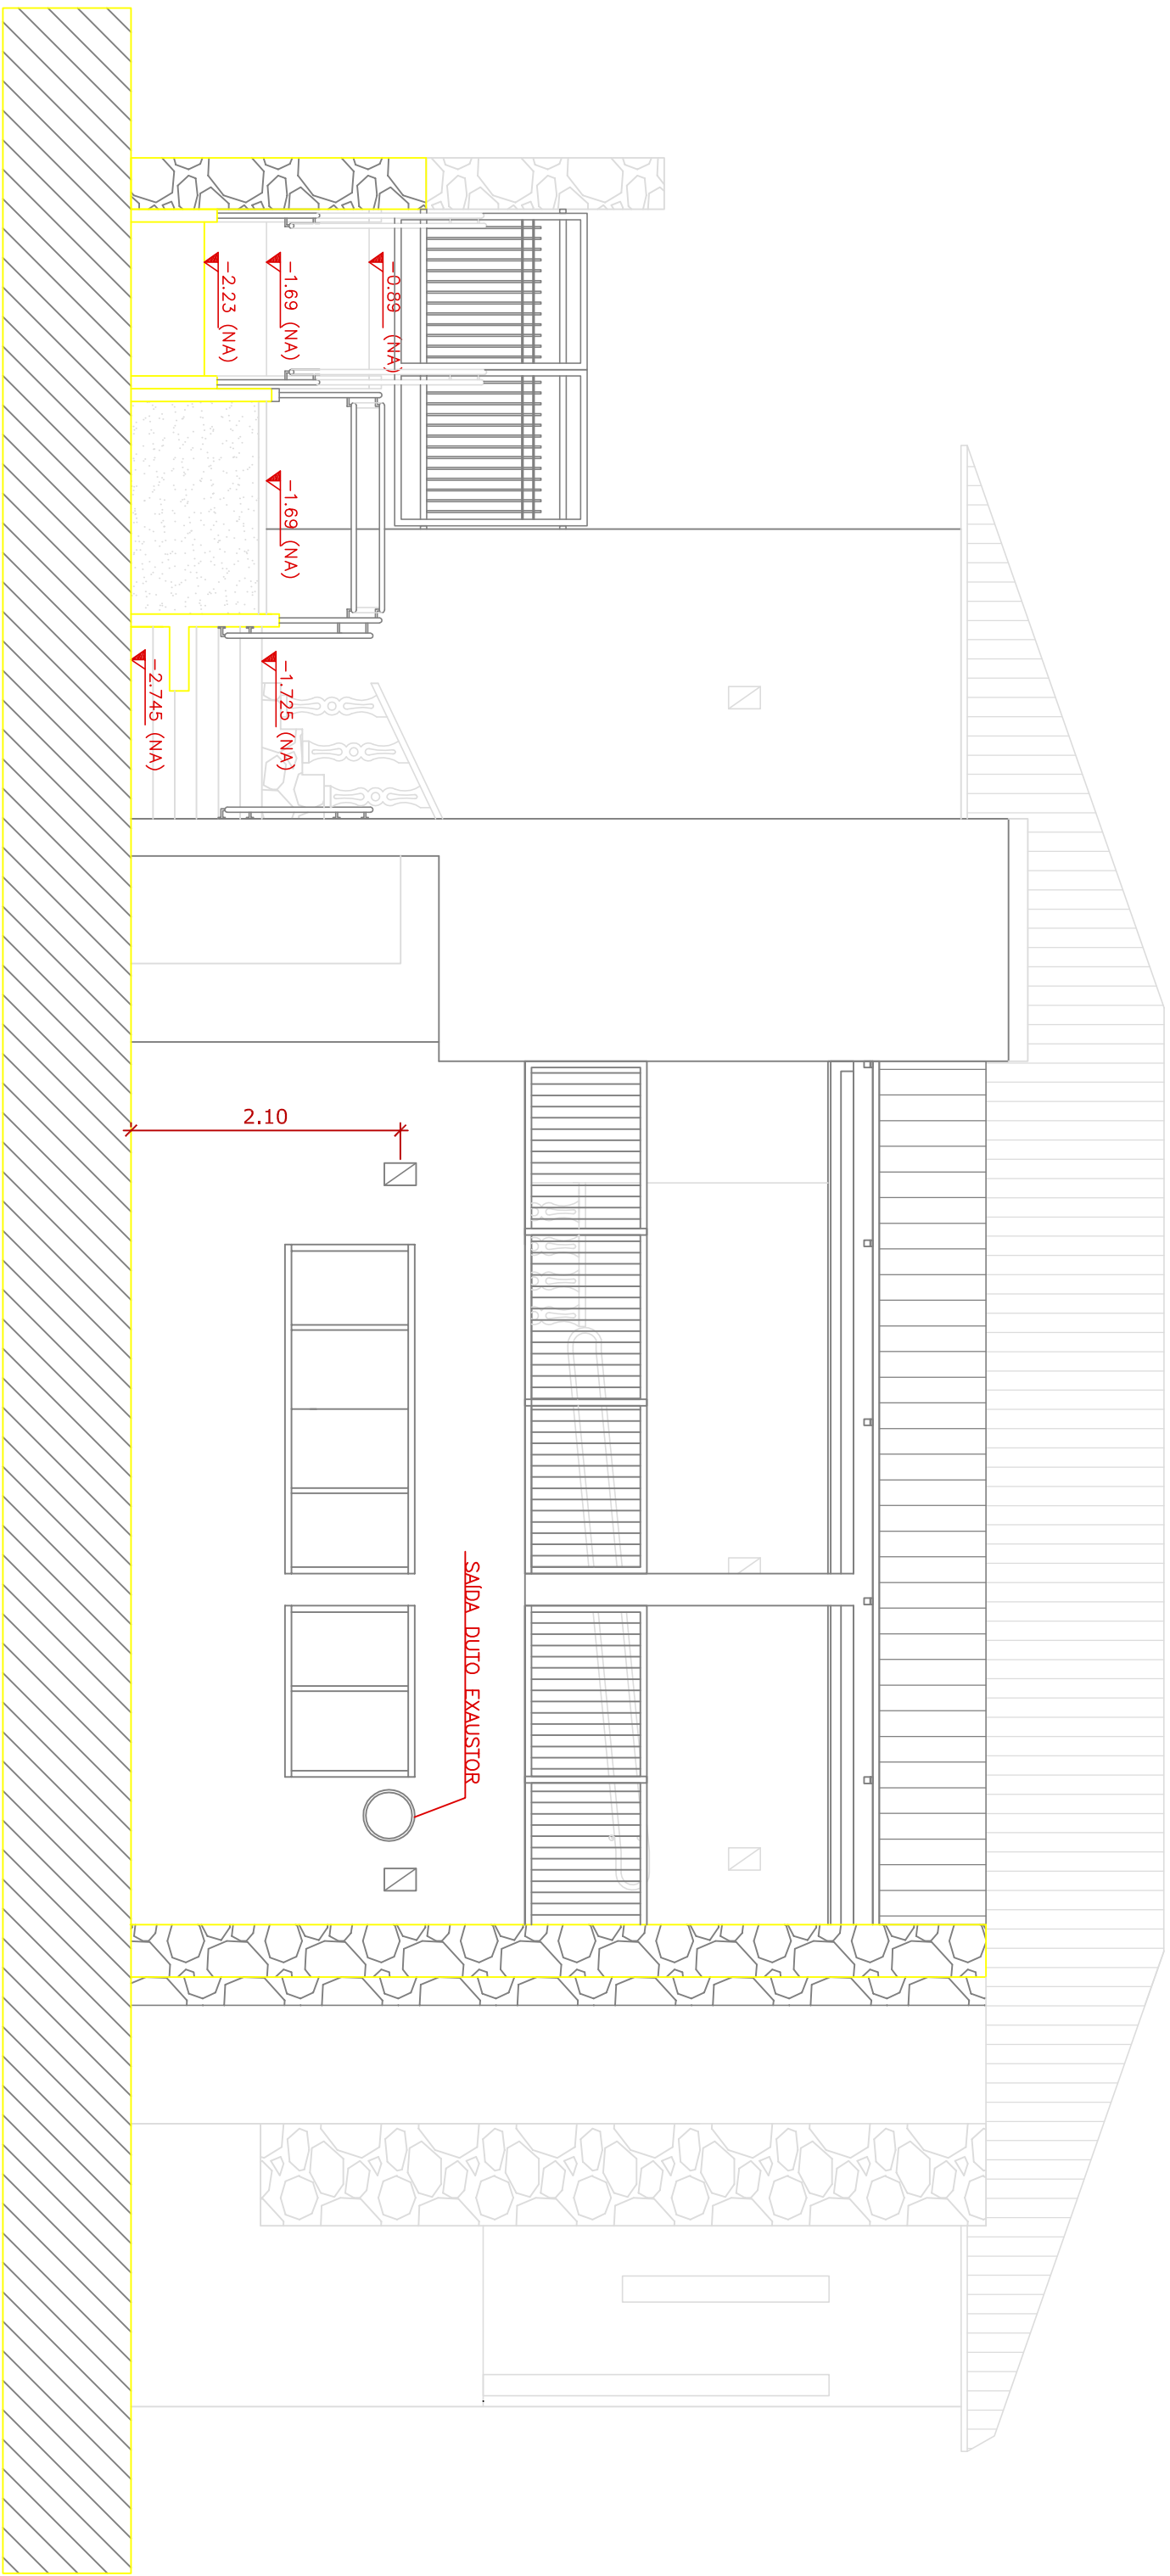 -0.89 (NA)
-1.69 (NA)
-2.23 (NA)
-1.69 (NA)
-1.725 (NA)
-2.745 (NA)
2.10
SAÍDA DUTO EXAUSTOR